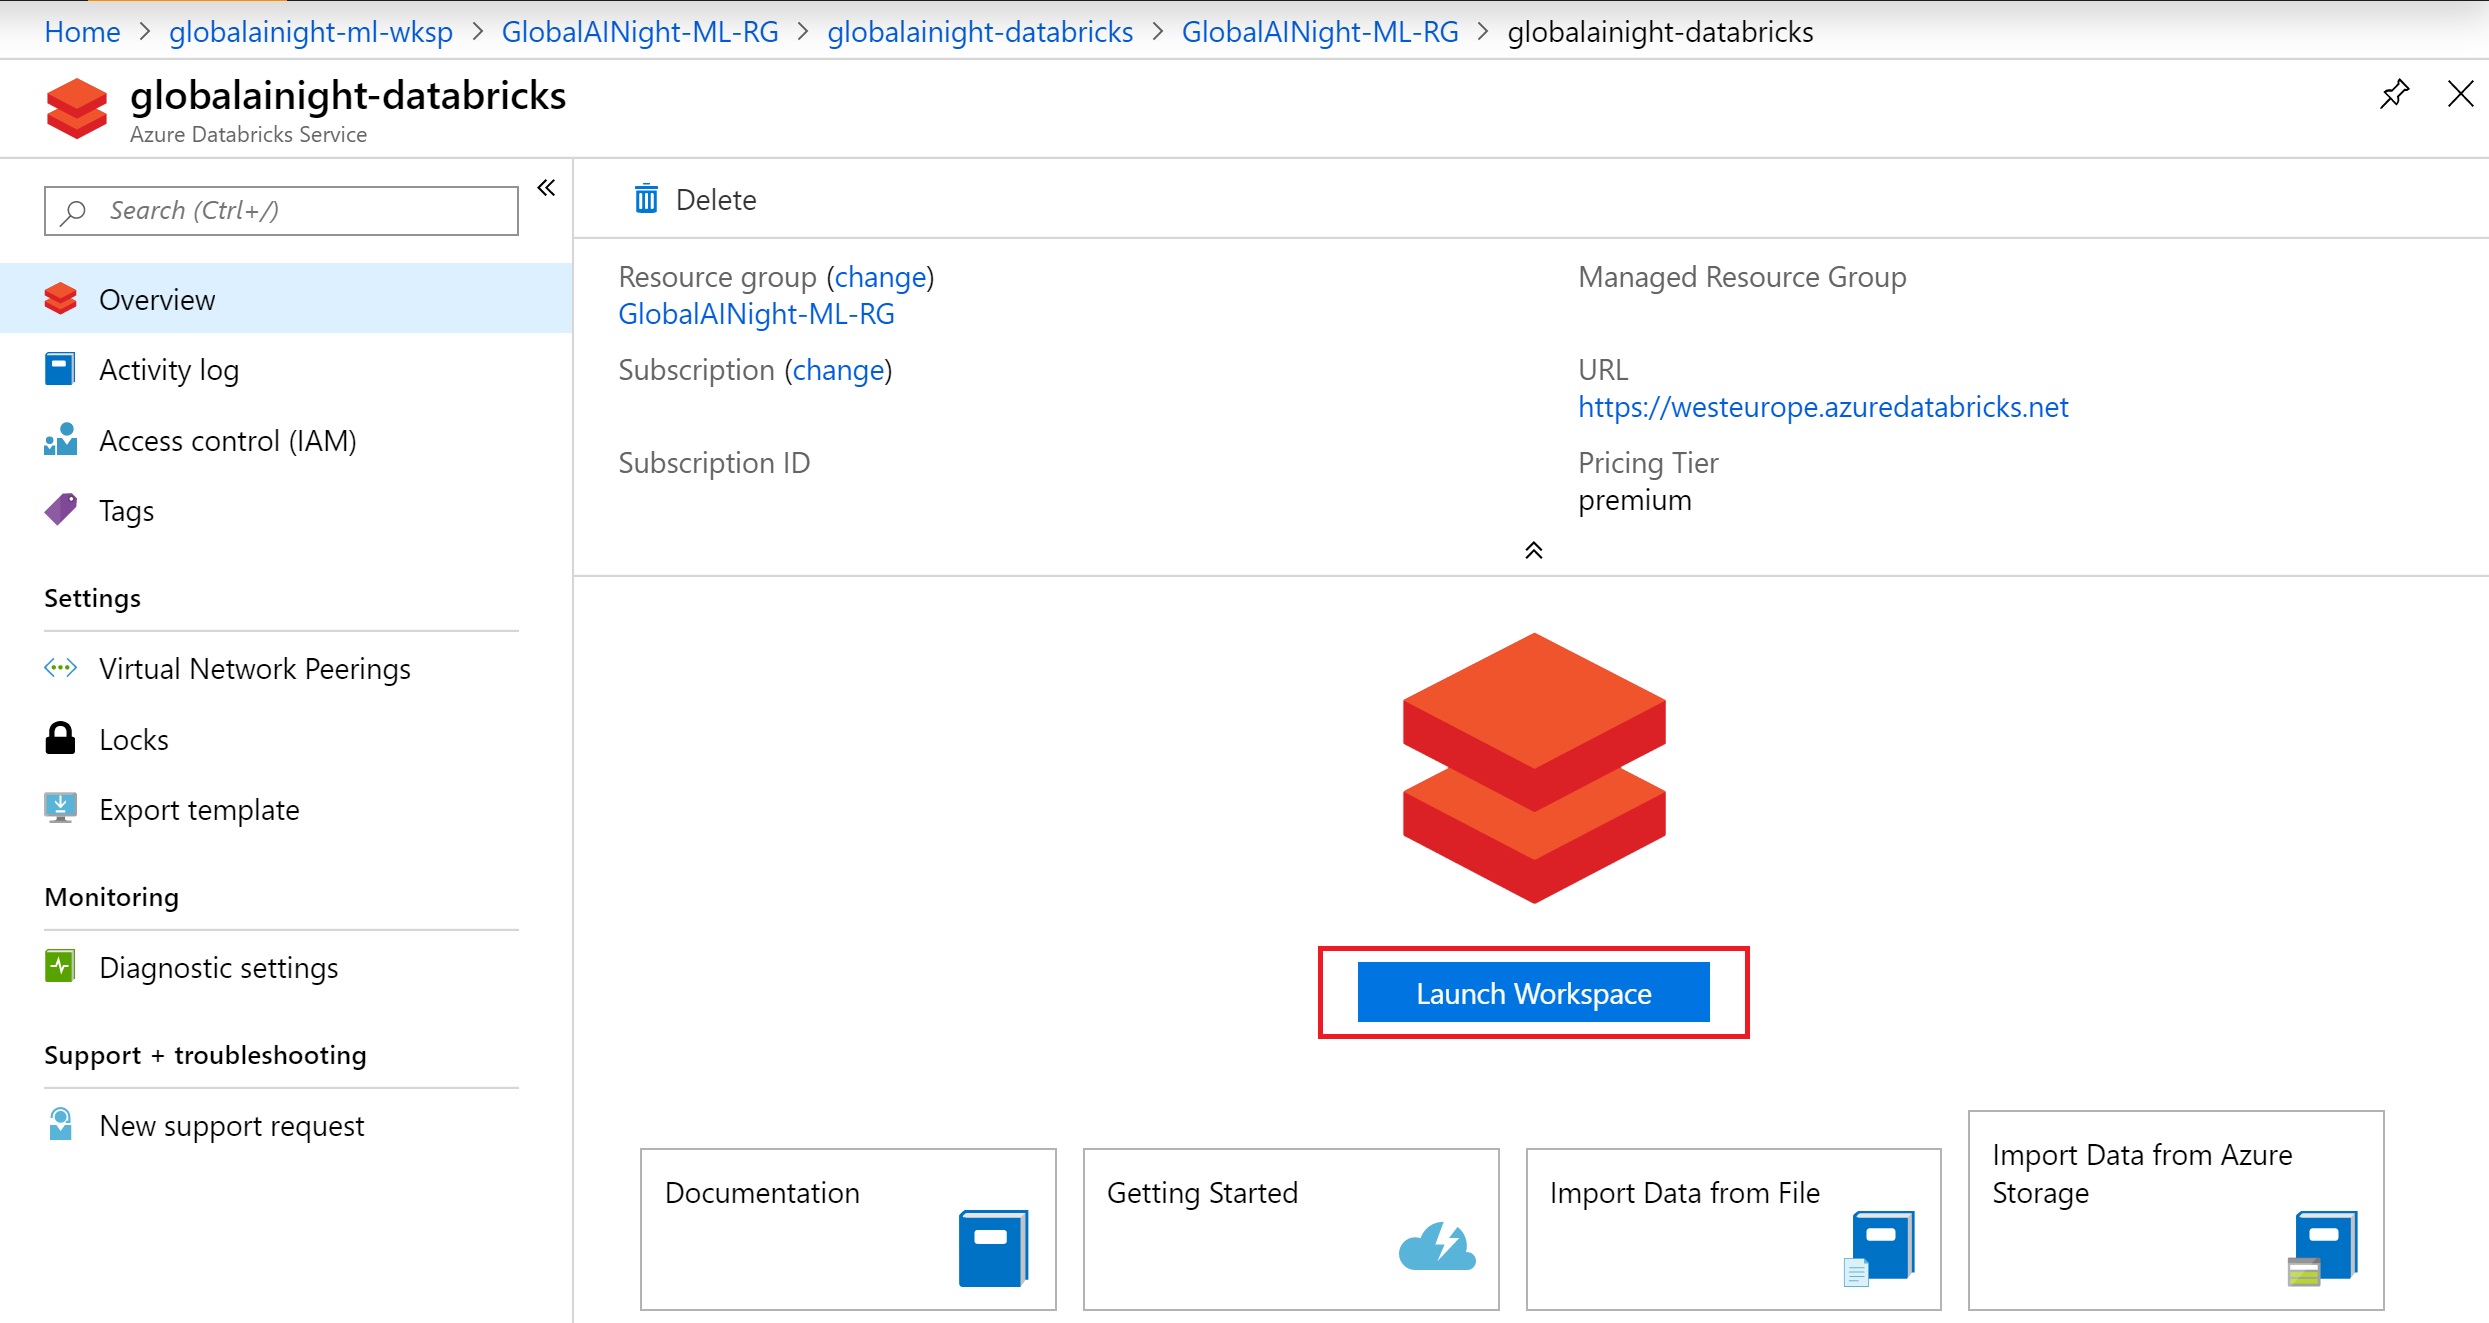 Home > globalainight-ml-wksp > GlobalAINight-ML-RG > globalainight-databricks > GlobalAINight-ML-RG > globalainight-databricks
globalainight-databricks
Azure Databricks Service
Search (Ctrl+/)
Overview
Activity log
Access control (IAM)
Tags
Settings
Virtual Network Peerings
Locks
Export template
Monitoring
Diagnostic settings
Support + troubleshooting
New support request
Delete
Resource group (change)
GlobalAINight-ML-RG
Subscription (change)
Subscription ID
Managed Resource Group
URL
https://westeurope.azuredatabricks.net
Pricing Tier
premium
Launch Workspace
Documentation
Getting Started
Import Data from File
Import Data from Azure
Storage